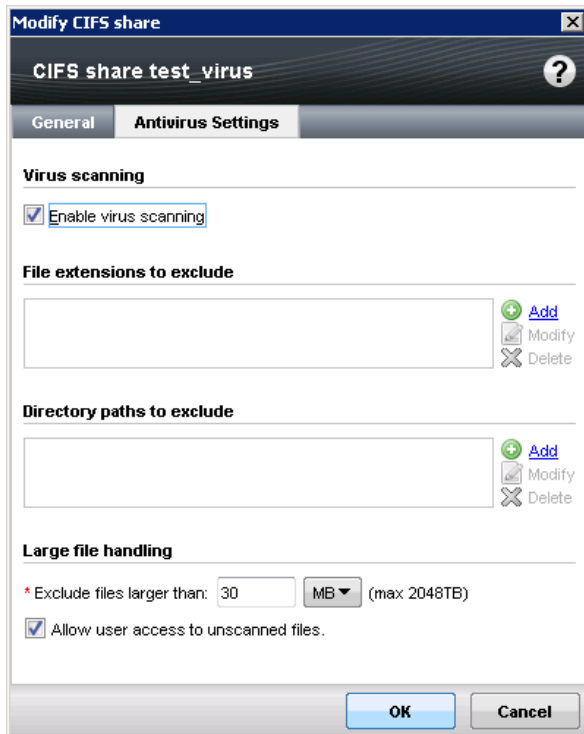 Modify CIFS share
CIFS share test_virus
?
General Antivirus Settings
Virus scanning
Enable virus scanning
File extensions to exclude
Add
Modify
Delete
Directory paths to exclude
Add
Modify
Delete
Large file handling
* Exclude files larger than: 30 MB (max 2048TB)
Allow user access to unscanned files.
OK Cancel